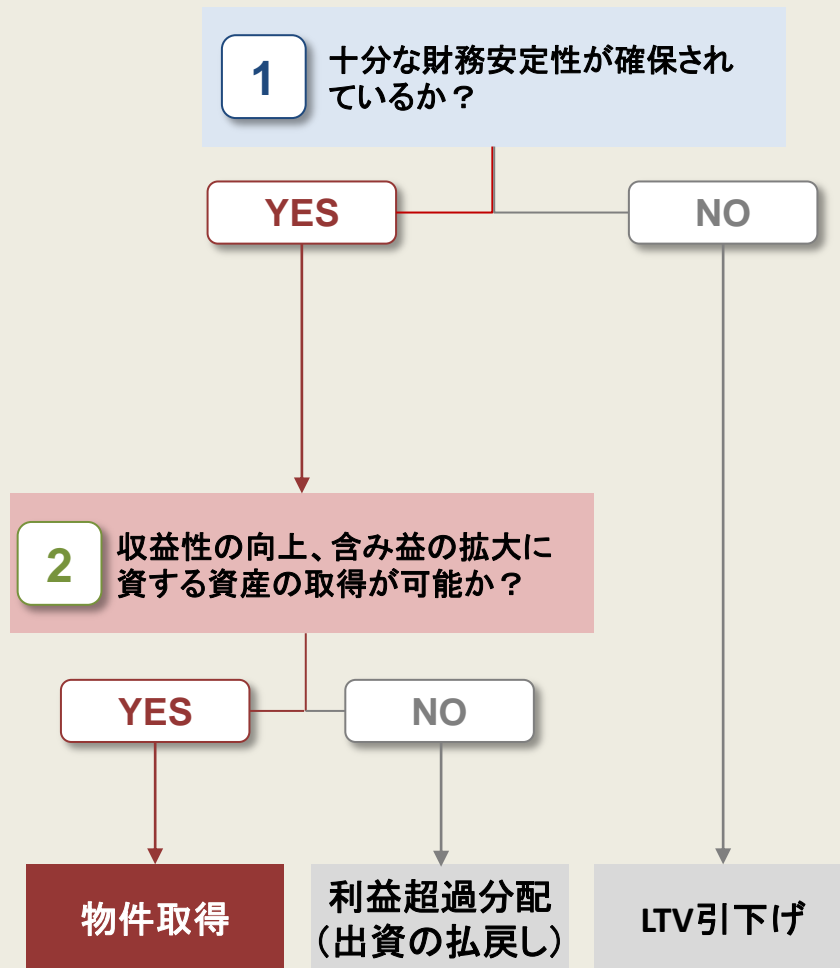 1
十分な財務安定性が確保され
ているか？
YES
NO
2
収益性の向上、含み益の拡大に
資する資産の取得が可能か？
YES
NO
物件取得
利益超過分配
（出資の払戻し）
LTV引下げ